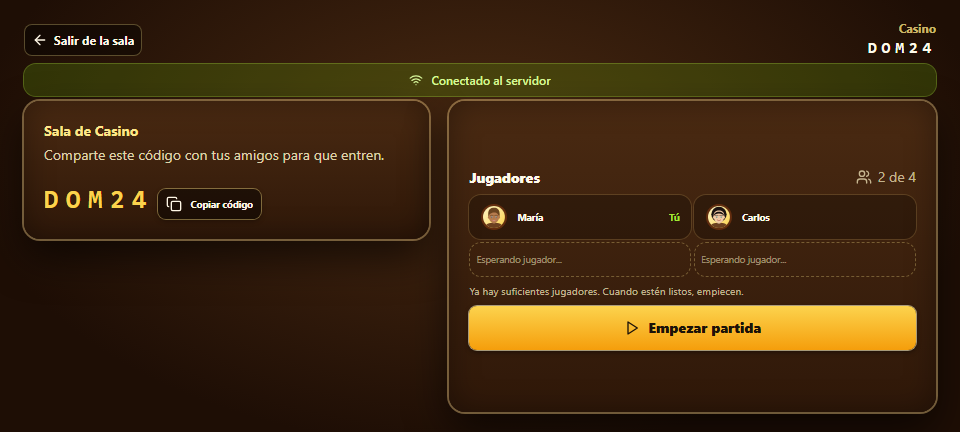 Salir de la sala
Casino
DOM24
Conectado al servidor
Sala de Casino
Comparte este código con tus amigos para que entren.
DOM24
Copiar código
Jugadores
2 de 4
María
Tú
Carlos
Esperando jugador...
Esperando jugador...
Ya hay suficientes jugadores. Cuando estén listos, empiecen.
Empezar partida